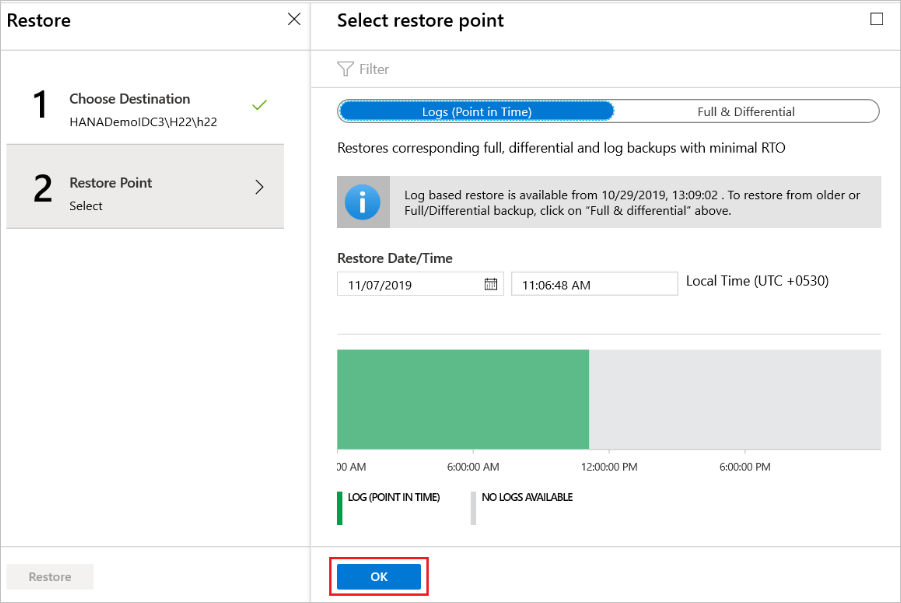 Restore
1
Choose Destination
HANADemoIDC3\H22\h22
2
Restore Point
Select
Restore
Select restore point
Filter
Logs (Point in Time)
Full & Differential
Restores corresponding full, differential and log backups with minimal RTO
Log based restore is available from 10/29/2019, 13:09:02 . To restore from older or
Full/Differential backup, click on “Full & differential” above.
Restore Date/Time
11/07/2019
11:06:48 AM
Local Time (UTC +0530)
00 AM
6:00:00 AM
12:00:00 PM
6:00:00 PM
LOG (POINT IN TIME)
NO LOGS AVAILABLE
OK